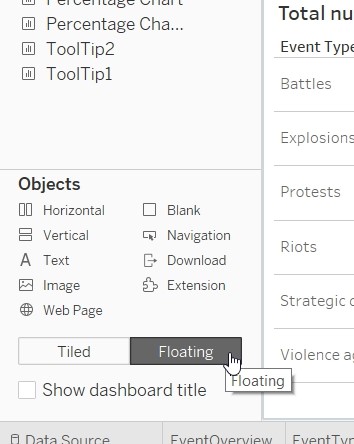 Percentage Chart
Percentage Cha...
ToolTip2
ToolTip1
Objects
Horizontal
Blank
Vertical
Navigation
Text
Download
Image
Extension
Web Page
Tiled
Floating
Floating
Show dashboard title
Total nu
Event Type
Battles
Explosions
Protests
Riots
Strategic d
Violence ag
Data Source
EventOverview
EventTyp